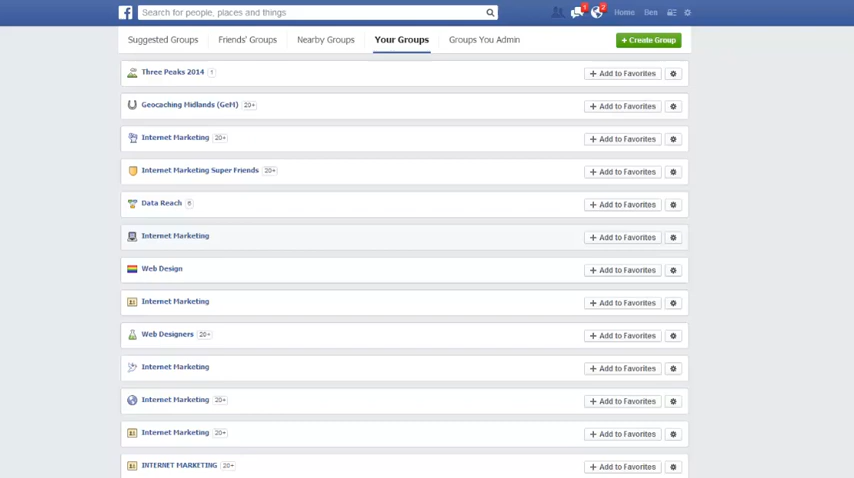 f Search for people, places and things 1 2 Home Ben
Suggested Groups Friends' Groups Nearby Groups Your Groups Groups You Admin + Create Group
Three Peaks 2014 1 + Add to Favorites
Geocaching Midlands (GeM) 20+ + Add to Favorites
Internet Marketing 20+ + Add to Favorites
Internet Marketing Super Friends 20+ + Add to Favorites
Data Reach 6 + Add to Favorites
Internet Marketing + Add to Favorites
Web Design + Add to Favorites
Internet Marketing + Add to Favorites
Web Designers 20+ + Add to Favorites
Internet Marketing + Add to Favorites
Internet Marketing 20+ + Add to Favorites
Internet Marketing 20+ + Add to Favorites
INTERNET MARKETING 20+ + Add to Favorites